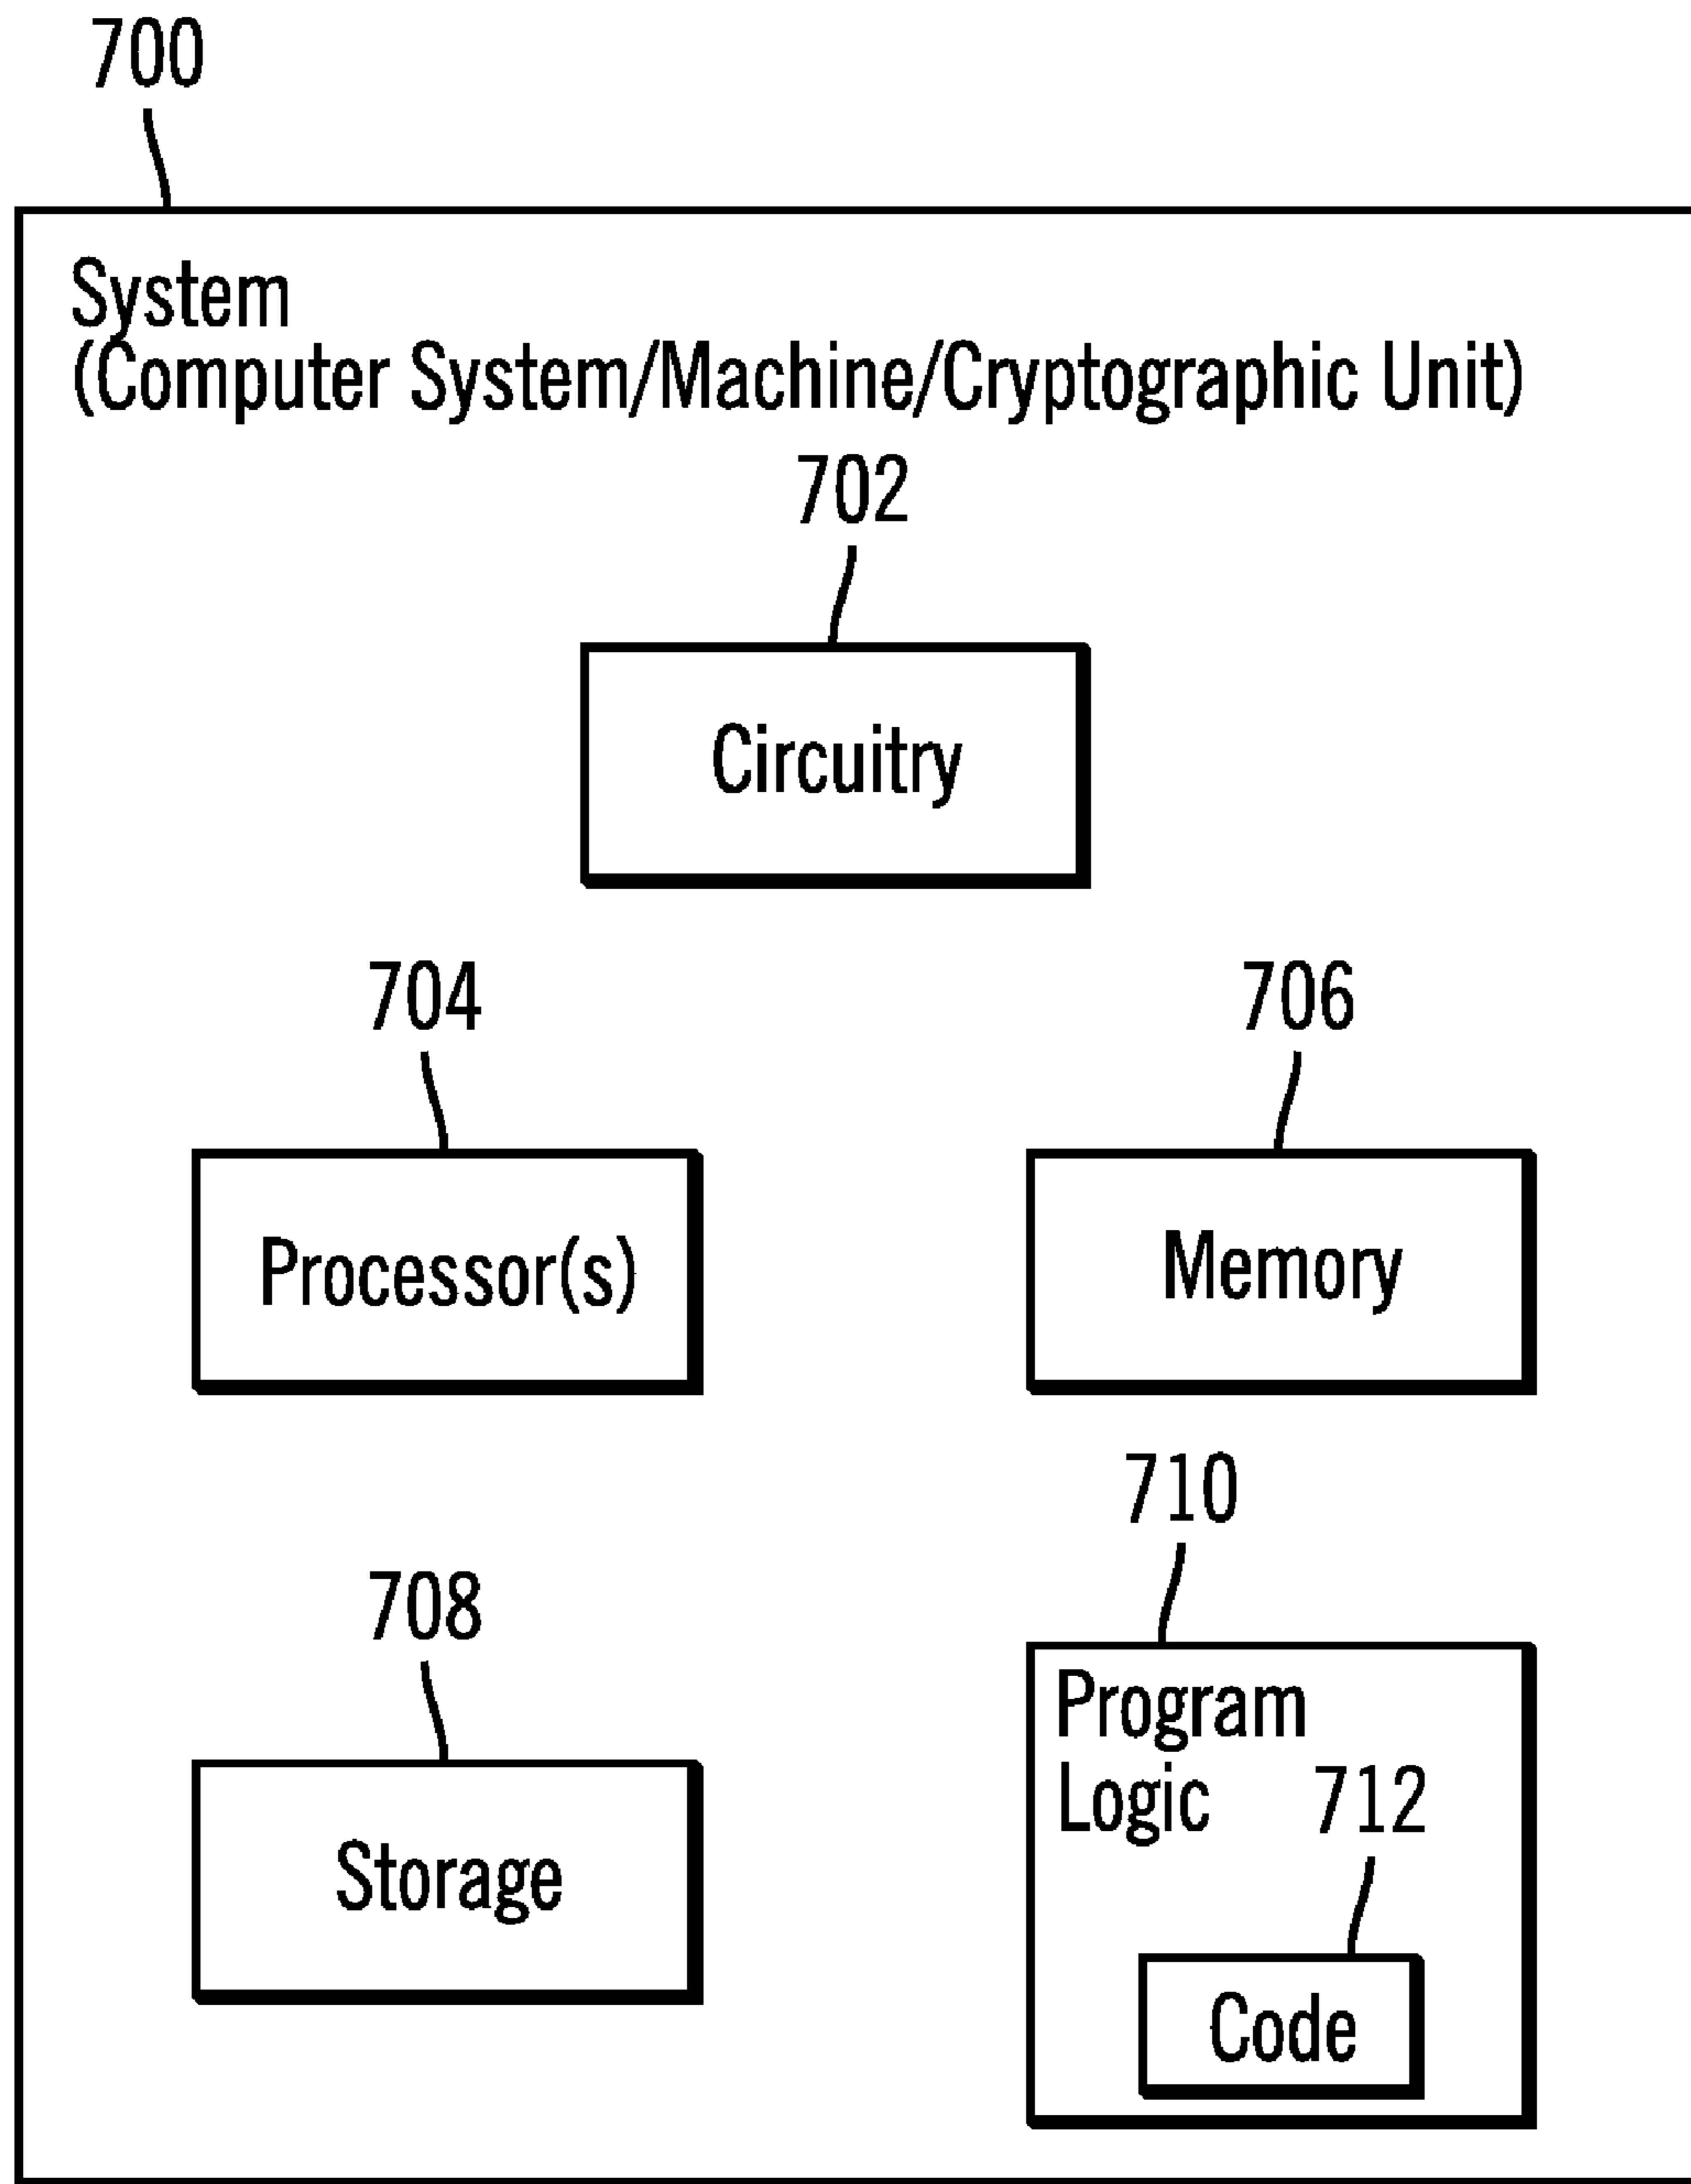 700
System
(Computer System/Machine/Cryptographic Unit)
702
Circuitry
704
706
Processor(s)
Memory
710
708
Program
Logic
712
Storage
Code